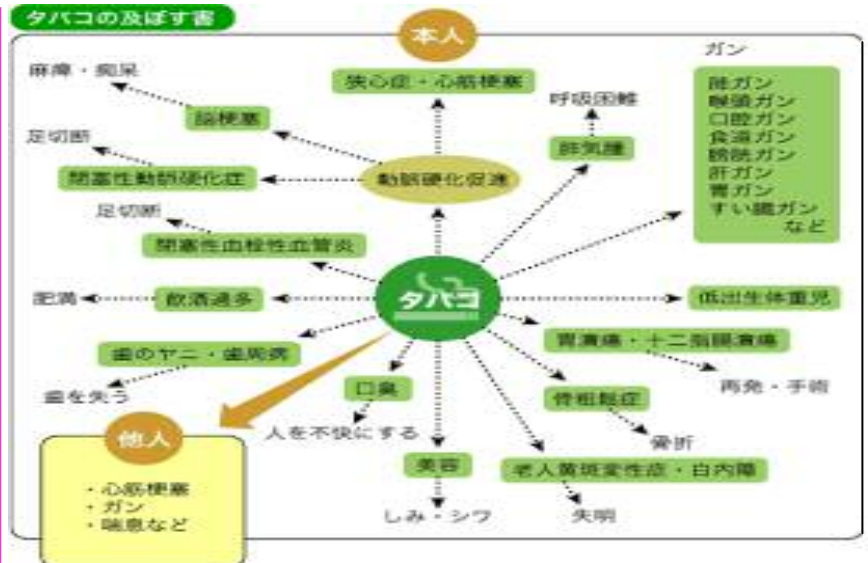 タバコの及ぼす害
本人
ガン
麻痺・痴呆
狭心症・心筋梗塞
呼吸困難
肺ガン
喉頭ガン
口腔ガン
食道ガン
膀胱ガン
肝ガン
胃ガン
すい臓ガン
など
脳梗塞
足切断
肺気腫
閉塞性動脈硬化症
動脈硬化促進
足切断
閉塞性血栓性血管炎
タバコ
肥満
飲酒過多
低出生体重児
胃潰瘍・十二指腸潰瘍
歯のヤニ・歯周病
口臭
再発・手術
歯を失う
骨粗鬆症
他人
人を不快にする
骨折
美容
老人黄斑変性症・白内障
・心筋梗塞
・ガン
・喘息など
しみ・シワ
失明